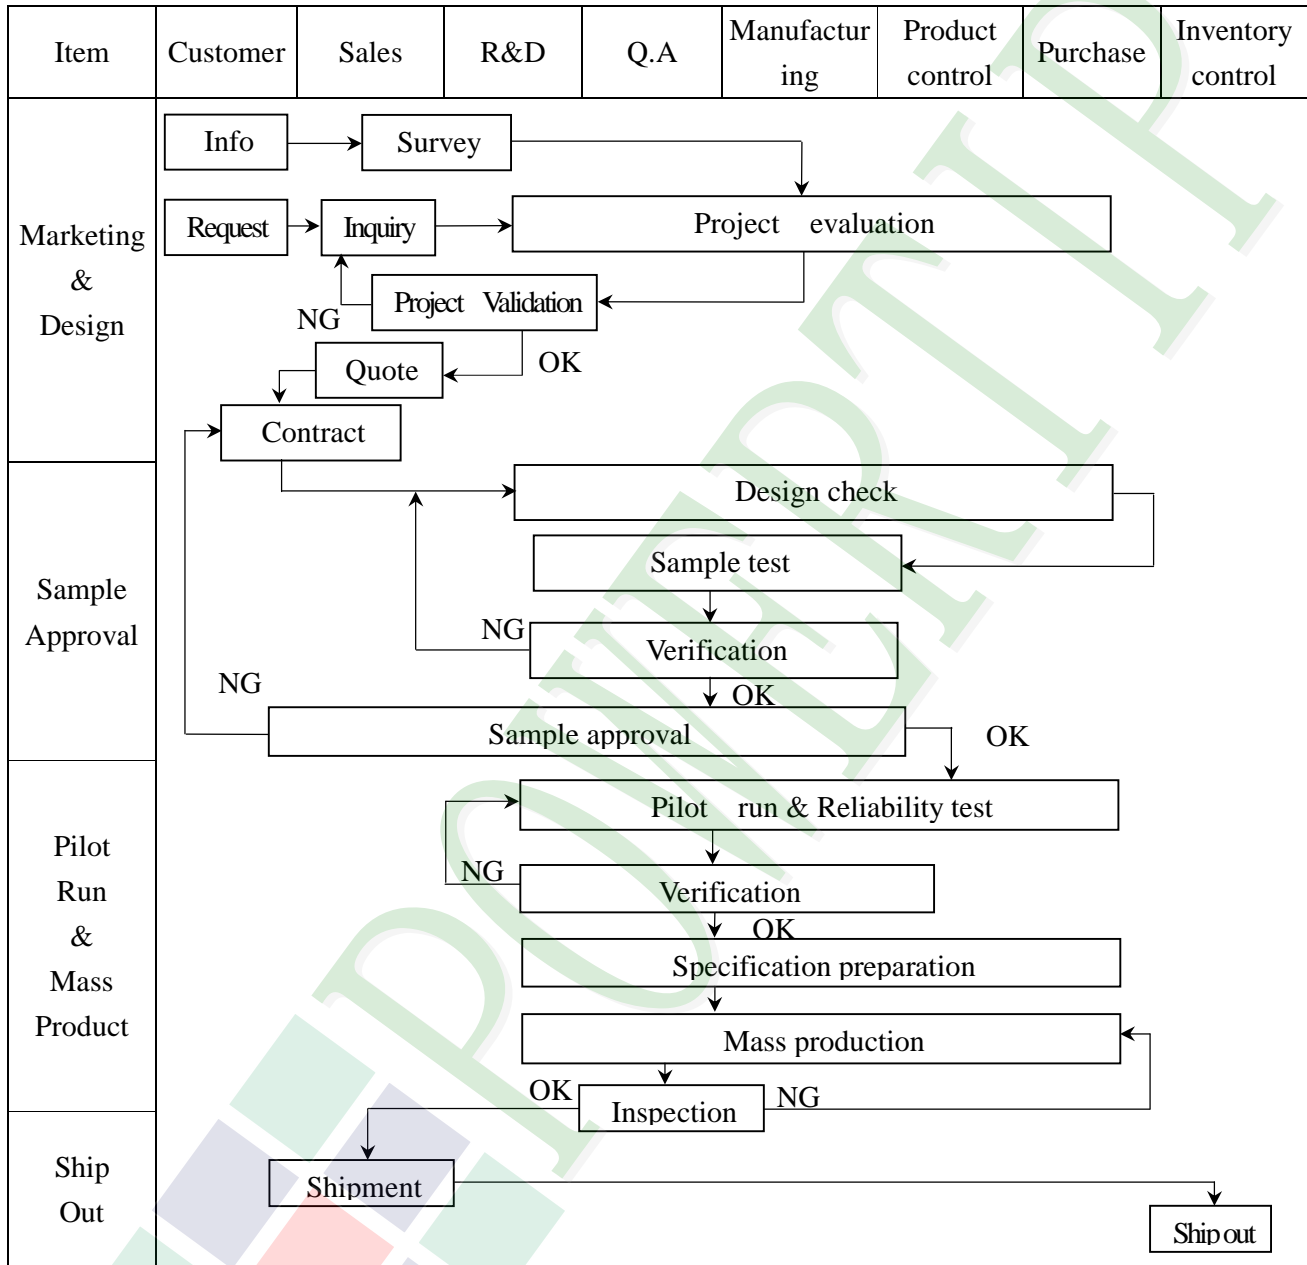 Item
Customer
Sales
R&D
Q.A
Manufactur
ing
Product
control
Purchase
Inventory
control
Marketing
&
Design
Info
Survey
Request
Inquiry
Project evaluation
Project Validation
NG
OK
Quote
Contract
Sample
Approval
Design check
Sample test
NG
Verification
OK
NG
Sample approval
OK
Pilot
Run
&
Mass
Product
Pilot run & Reliability test
NG
Verification
OK
Specification preparation
Mass production
OK
Inspection
NG
Ship
Out
Shipment
Ship out
POWERTIP